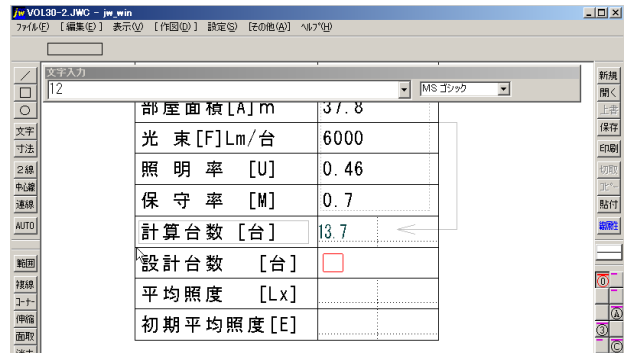 VOL30-2.JWC - jw_win
ファイル(F) [編集(E)] 表示(V) [作図(D)] 設定(S) [その他(A)] ヘルプ(H)
文字入力
12
MS ゴシック
部屋面積[A]m 37.8
光 束[F]Lm/台 6000
照 明 率 [U] 0.46
保 守 率 [M] 0.7
計算台数 [台] 13.7
設計台数 [台]
平均照度 [Lx]
初期平均照度[E]
文字
寸法
2線
中心線
連線
AUTO
範囲
複線
コーナー
伸縮
面取
新規
開く
上書
保存
印刷
切取
コピー
貼付
線属性
(0)
(A)
③
(C)